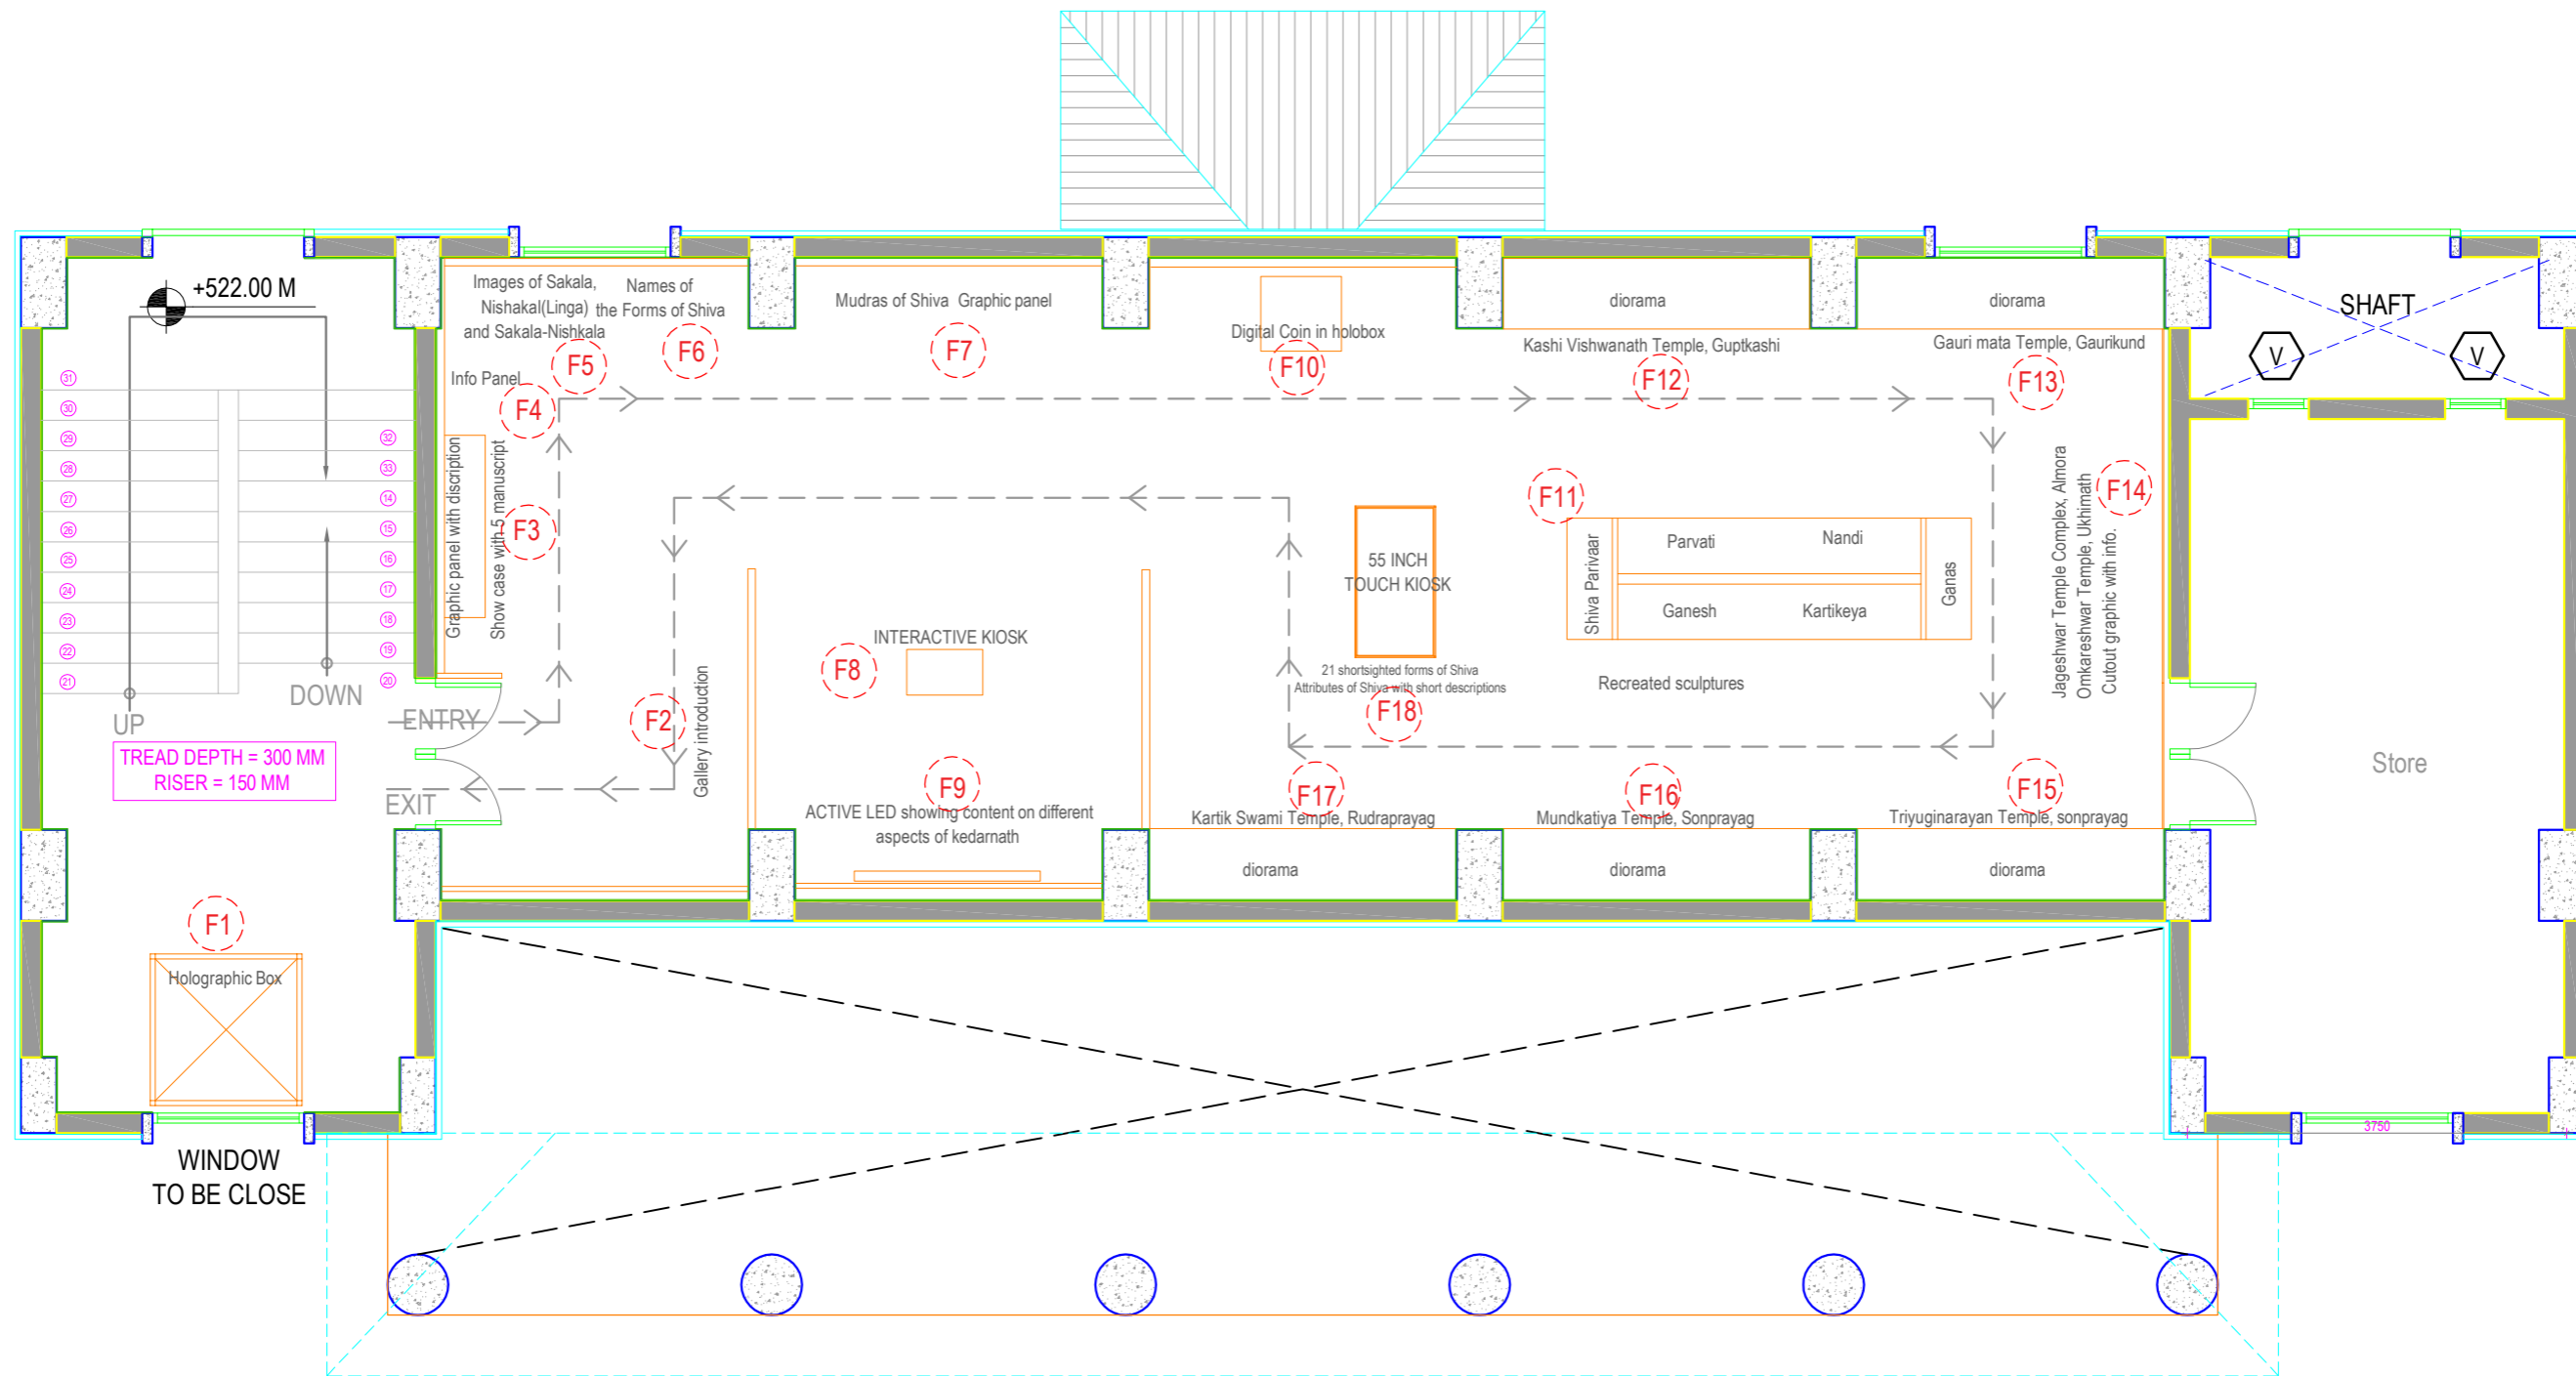 +522.00 M
31
30
29
28
27
26
25
24
23
22
21
32
33
14
15
16
17
18
19
20
UP
DOWN
TREAD DEPTH = 300 MM
RISER = 150 MM
ENTRY
EXIT
F1
Holographic Box
WINDOW
TO BE CLOSE
Images of Sakala,
Nishakal(Linga)
and Sakala-Nishkala
Names of
the Forms of Shiva
F5
F6
Info Panel
F4
Graphic panel with discription
Show case with 5 manuscript
F3
Mudras of Shiva Graphic panel
F7
Digital Coin in holobox
F10
diorama
Kashi Vishwanath Temple, Guptkashi
F12
diorama
Gauri mata Temple, Gaurikund
F13
F14
Jageshwar Temple Complex, Almora
Omkareshwar Temple, Ukhimath
Cutout graphic with info.
F11
Shiva Parivaar
Parvati
Nandi
Ganesh
Kartikeya
Ganas
Recreated sculptures
55 INCH
TOUCH KIOSK
21 shortsighted forms of Shiva
Attributes of Shiva with short descriptions
F18
INTERACTIVE KIOSK
F8
F2
Gallery introduction
F9
ACTIVE LED showing content on different
aspects of kedarnath
F17
Kartik Swami Temple, Rudraprayag
diorama
F16
Mundkatiya Temple, Sonprayag
diorama
F15
Triyuginarayan Temple, sonprayag
diorama
SHAFT
V
V
Store
3750